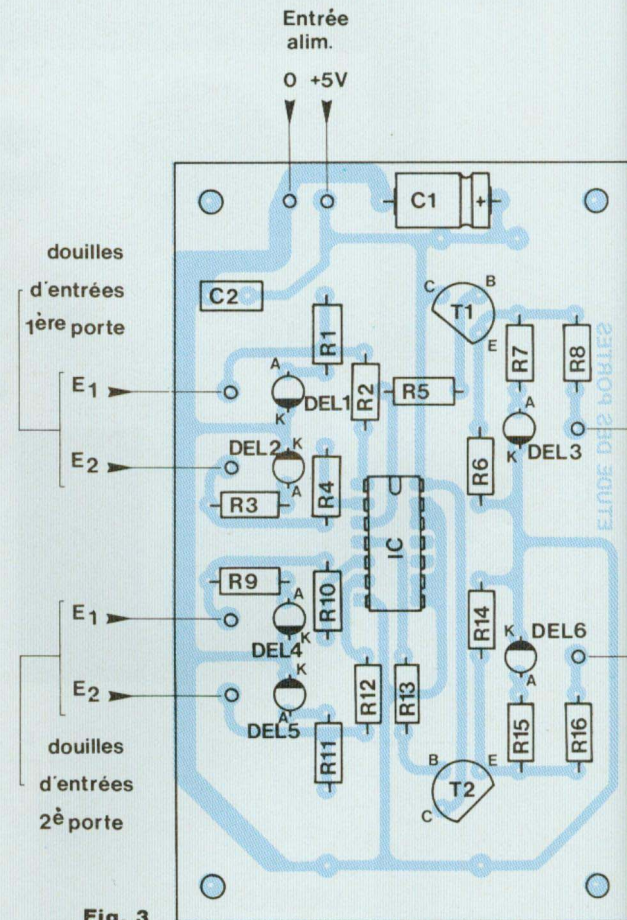 Entrée
alim.
0 +5V
C1
douilles
d'entrées
1ère porte
C2
C B
T1
E
R1
R7
R8
A
E1
DEL1
K
R2
R5
A
K
DEL3
DEL2
K
E2
A
R3
R4
R6
IC
ETUDE DES PORTES
R9
A
R10
E1
K
DEL4
R14
K
DEL6
A
K
E2
A
DEL5
R12
R13
R15
R16
R11
douilles
d'entrées
2è porte
B E
T2
C
Fig. 3